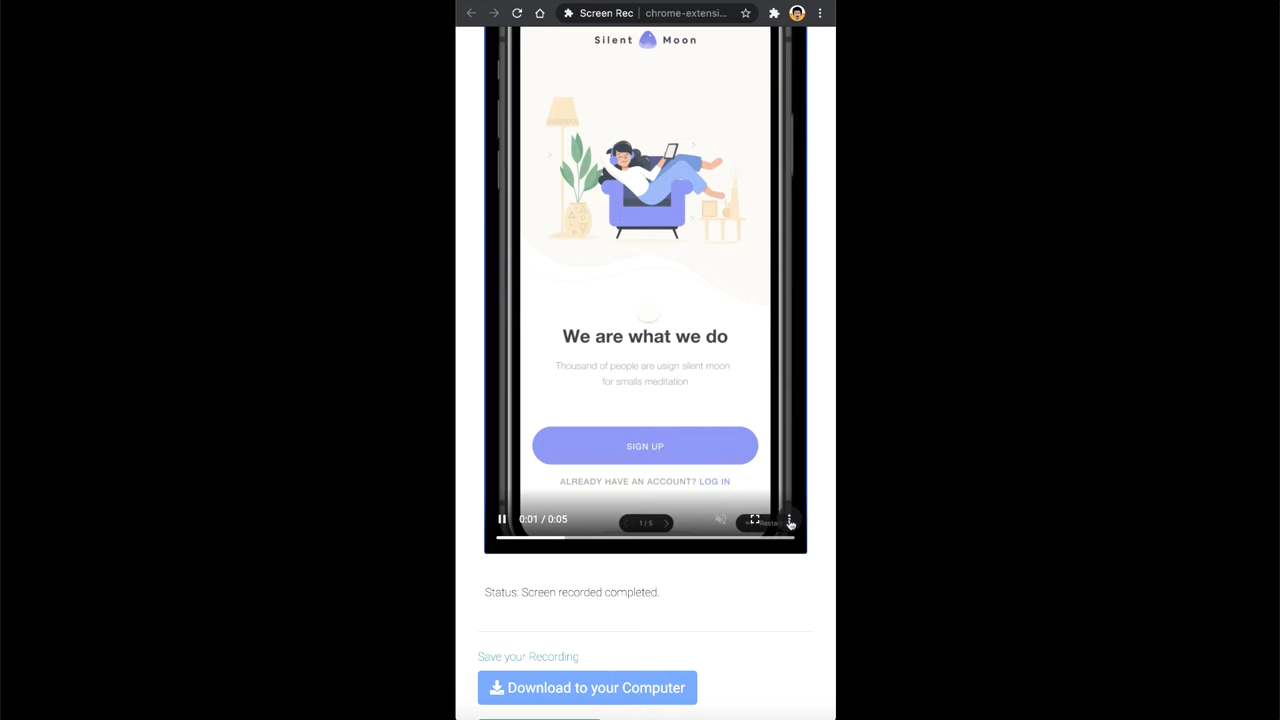 Screen Rec | chrome-extensi...
Silent Moon
We are what we do
Thousand of people are usign silent moon
for smalls meditation
SIGN UP
ALREADY HAVE AN ACCOUNT? LOG IN
0:01 / 0:05
1 / 5
Status: Screen recorded completed.
Save your Recording
Download to your Computer